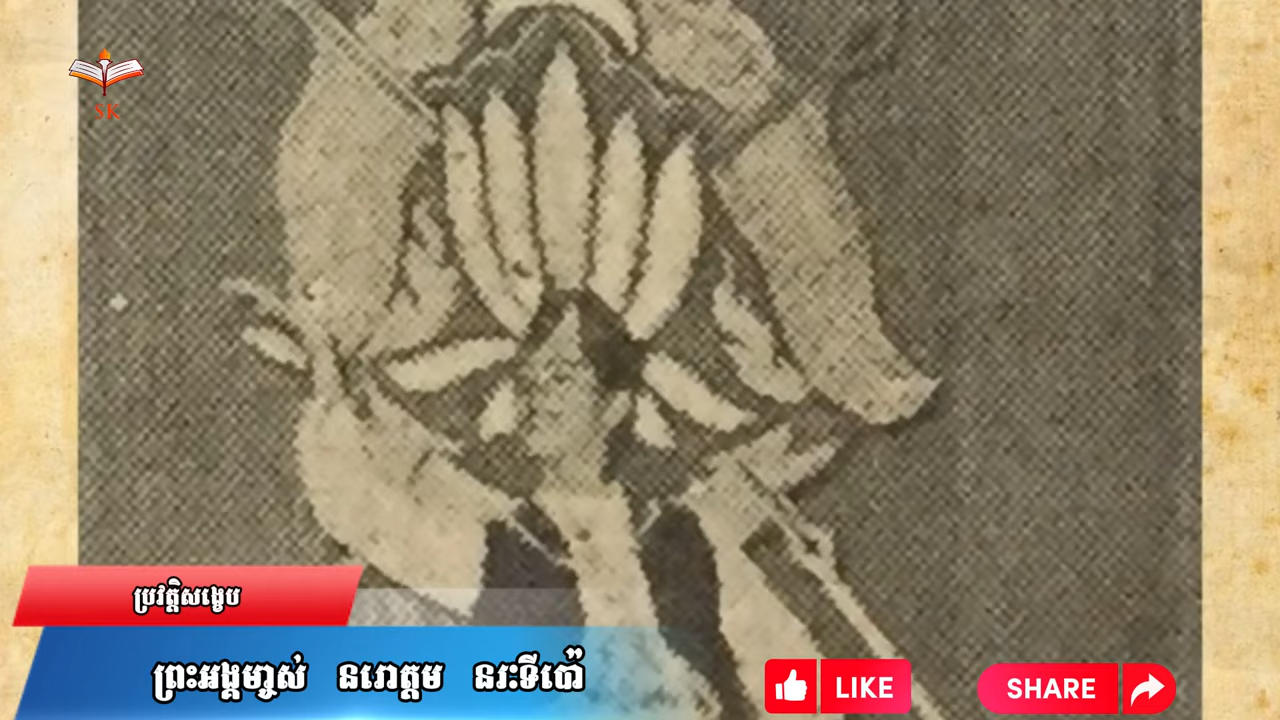 SK
ប្រវត្តិសង្ខេប
ព្រះអង្គម្ចាស់ នរោត្តម នរៈទីប៉ោ
LIKE
SHARE